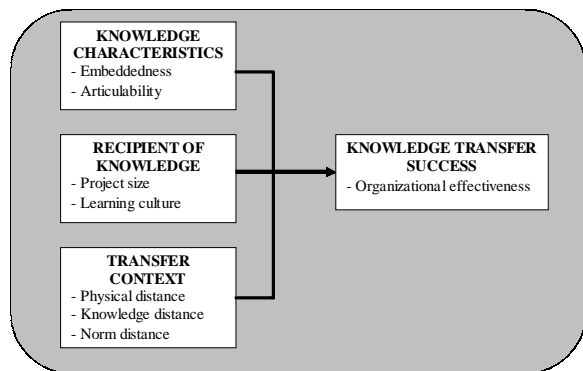 KNOWLEDGE
CHARACTERISTICS
- Embeddedness
- Articulability
RECIPIENT OF
KNOWLEDGE
- Project size
- Learning culture
KNOWLEDGE TRANSFER
SUCCESS
- Organizational effectiveness
TRANSFER
CONTEXT
- Physical distance
- Knowledge distance
- Norm distance